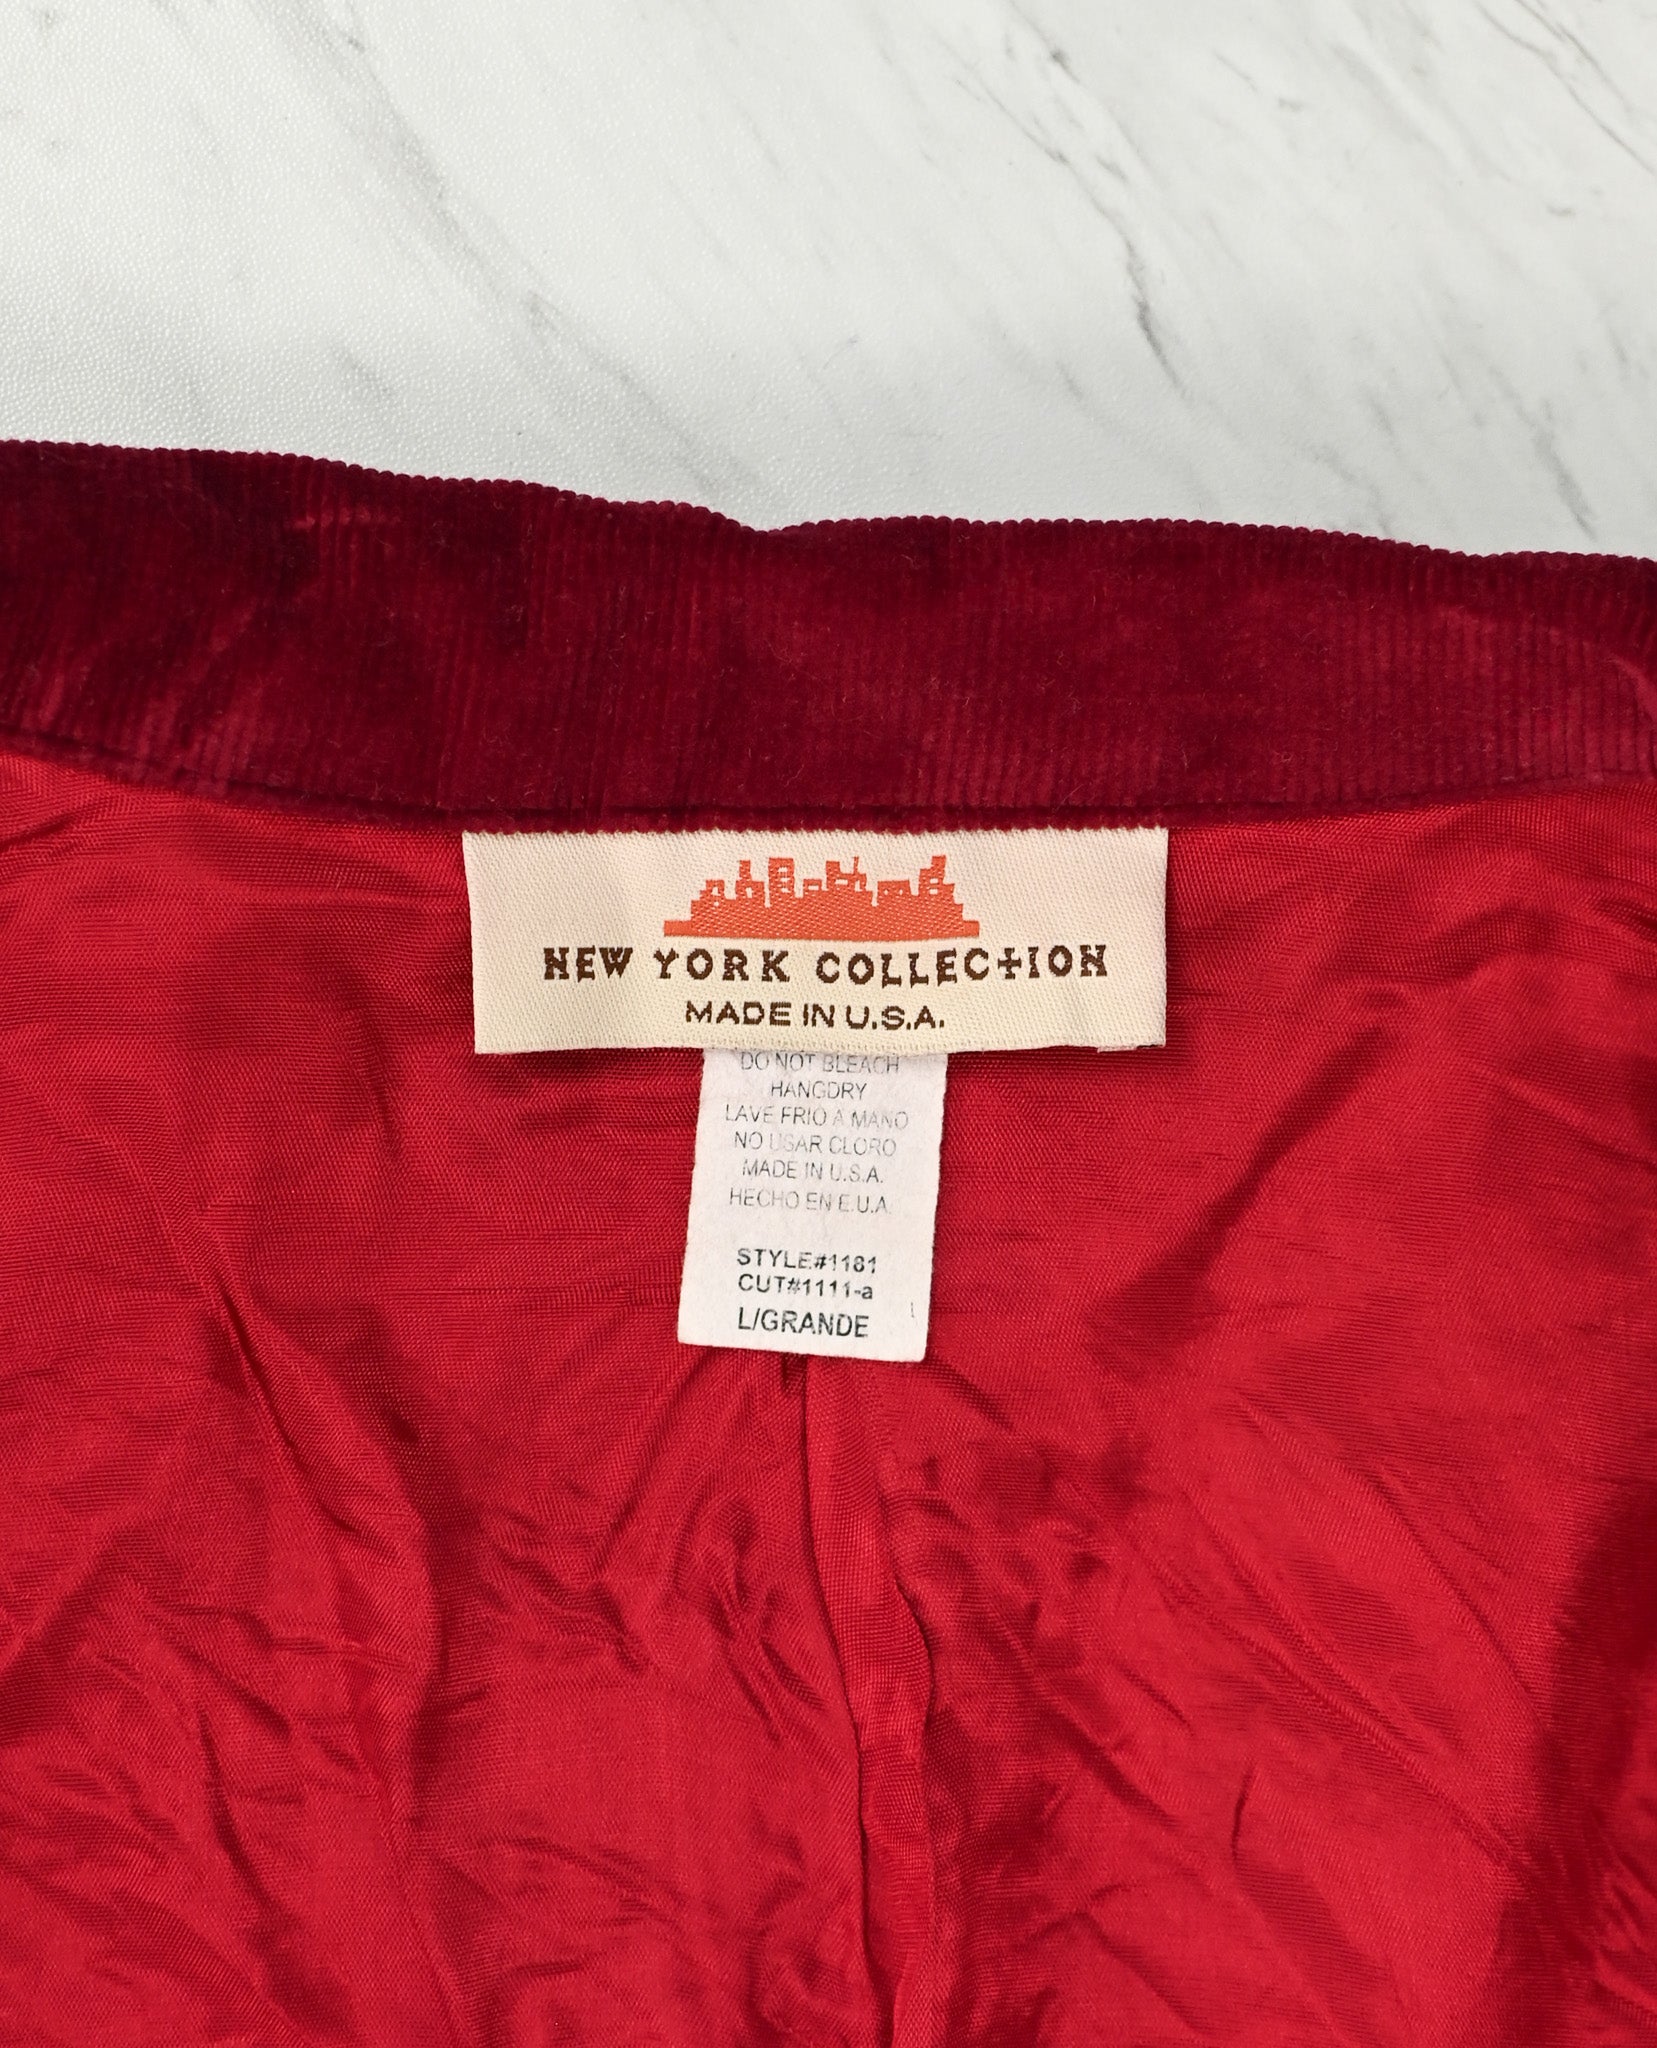 NEW YORK COLLECTION
MADE IN U.S.A.
DO NOT BLEACH
HANGDRY
LAVE FRIO A MANO
NO USAR CLORO
MADE IN U.S.A.
HECHO EN E.U.A.
STYLE#1181
CUT#1111-a
L/GRANDE